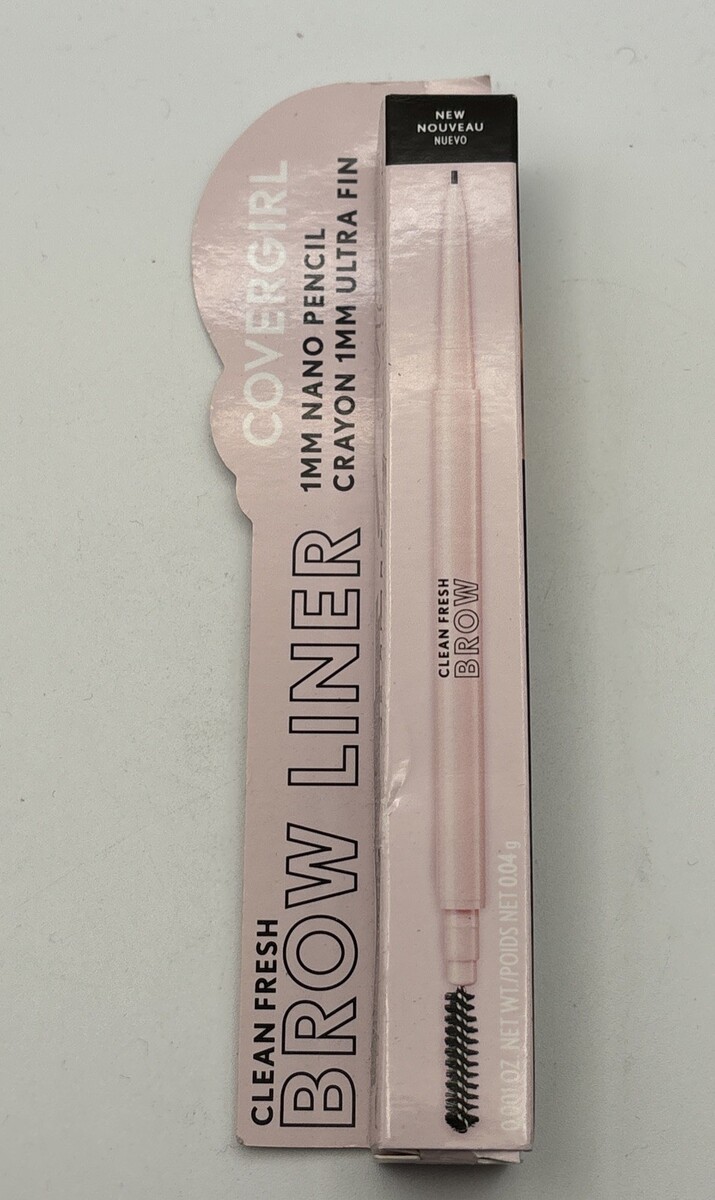 COVERGIRL
1MM NANO PENCIL
CRAYON 1MM ULTRA FIN
CLEAN FRESH
BROW LINER
NEW
NOUVEAU
NUEVO
CLEAN FRESH
BROW
0.001 OZ. NET WT./POIDS NET 0.04 g